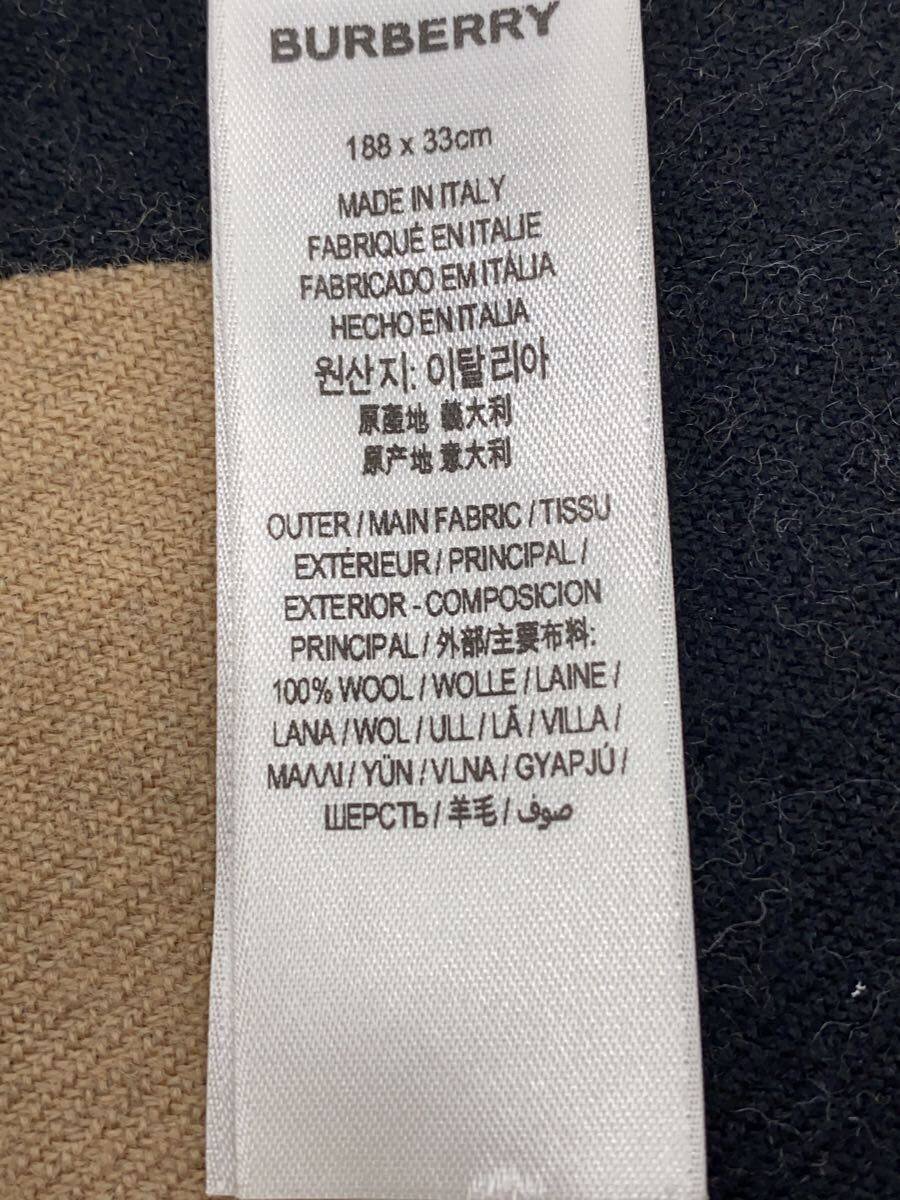 BURBERRY
188 x 33cm
MADE IN ITALY
FABRIQUÉ EN ITALIE
FABRICADO EM ITÁLIA
HECHO EN ITALIA
원산지: 이탈리아
原產地 義大利
原产地 意大利
OUTER / MAIN FABRIC / TISSU
EXTÉRIEUR / PRINCIPAL /
EXTERIOR - COMPOSICION
PRINCIPAL / 外部/主要布料:
100% WOOL / WOLLE / LAINE /
LANA / WOL / ULL / LÃ / VILLA /
ΜΑΛΛΙ / YÜN / VLNA / GYAPJÚ /
ШЕРСТЬ / 羊毛 / صوف